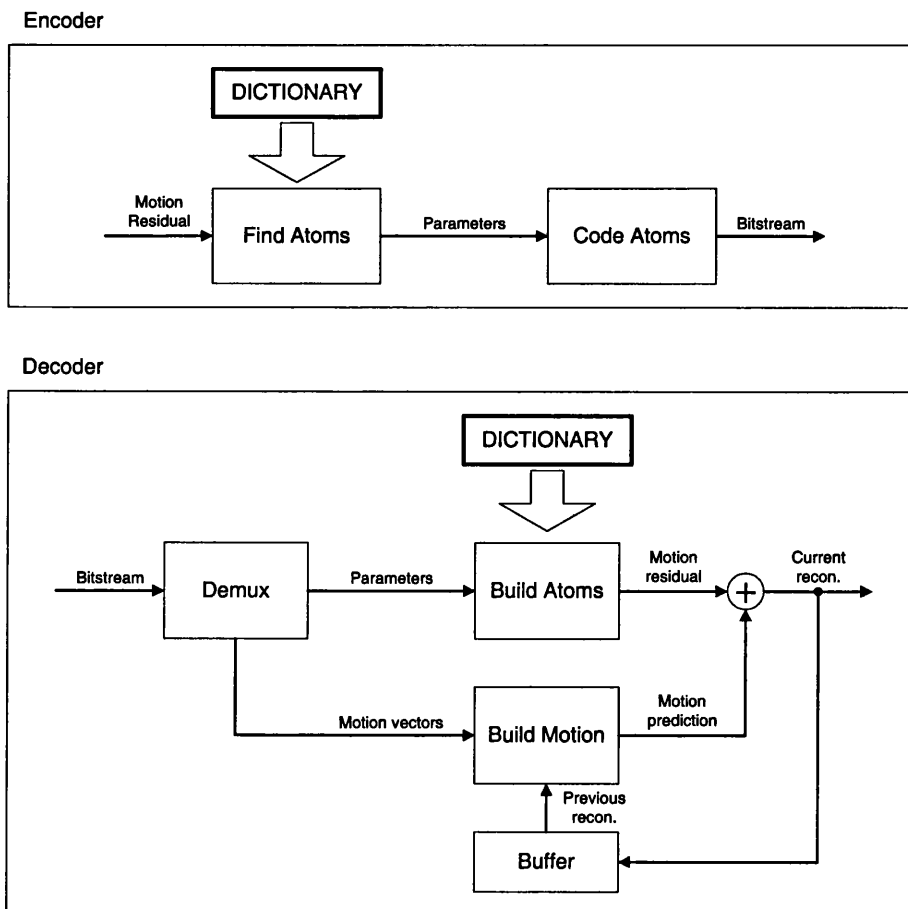 Encoder
DICTIONARY
Motion
Residual
Find Atoms
Parameters
Code Atoms
Bitstream
Decoder
DICTIONARY
Bitstream
Demux
Parameters
Build Atoms
Motion
residual
+
Current
recon.
Motion vectors
Build Motion
Motion
prediction
Previous
recon.
Buffer